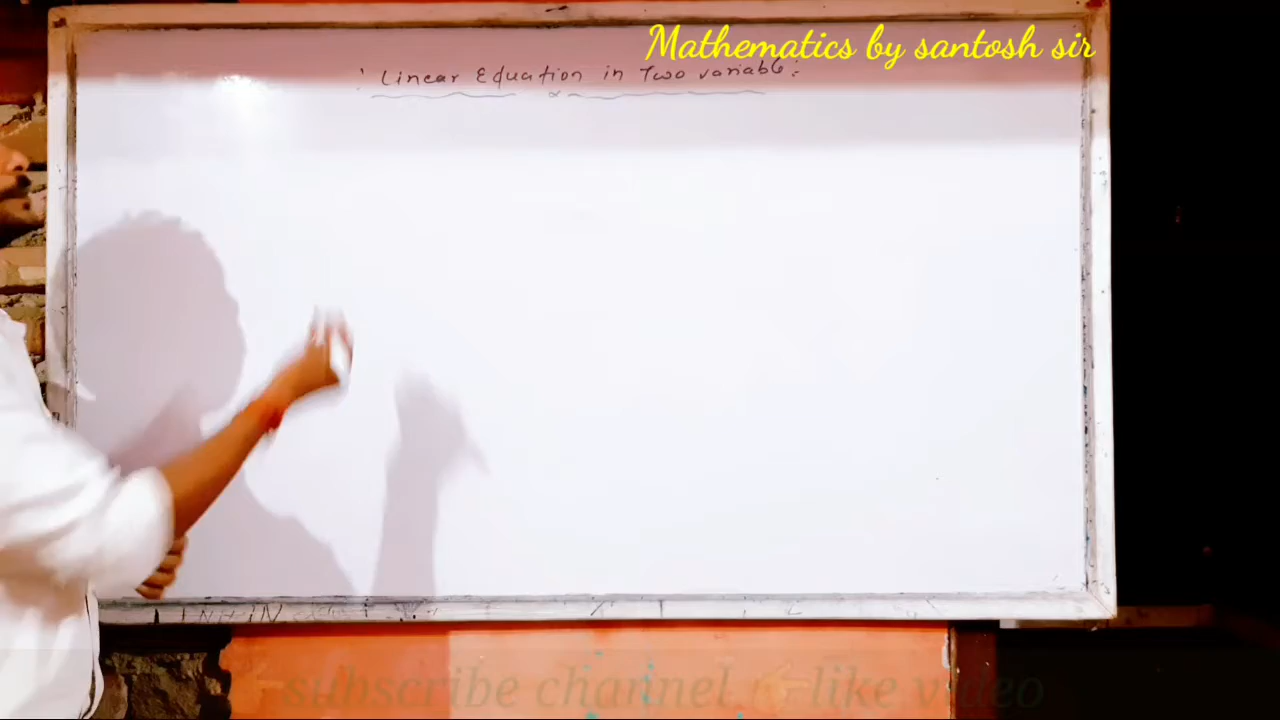 Mathematics by santosh sir
: Linear Equation in Two variable :
subscribe channel 👉 like video